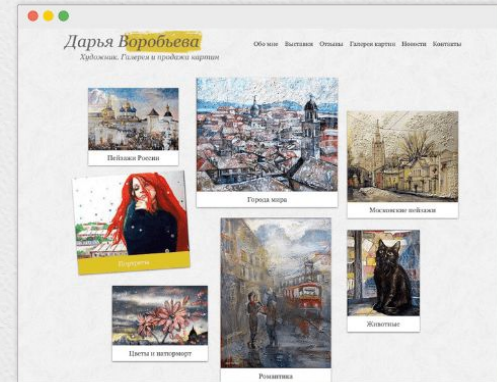 Дарья Воробьева
Художник. Галерея и продажа картин
Обо мне Выставки Отзывы Галерея картин Новости Контакты
Пейзажи России
Города мира
Московские пейзажи
Портреты
Животные
Цветы и натюрморт
Романтика